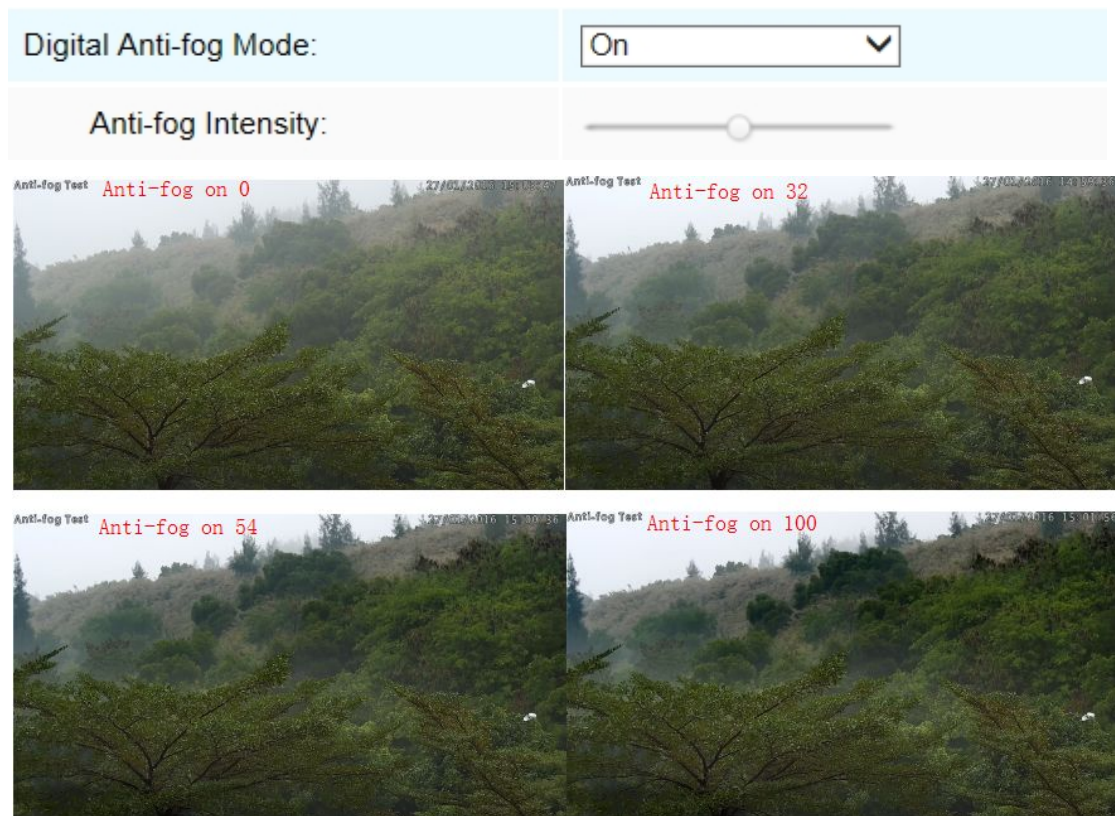 Digital Anti-fog Mode:
On
Anti-fog Intensity:
Anti-fog Test
Anti-fog on 0
Anti-fog Test
Anti-fog on 32
Anti-fog Test
Anti-fog on 54
Anti-fog Test
Anti-fog on 100